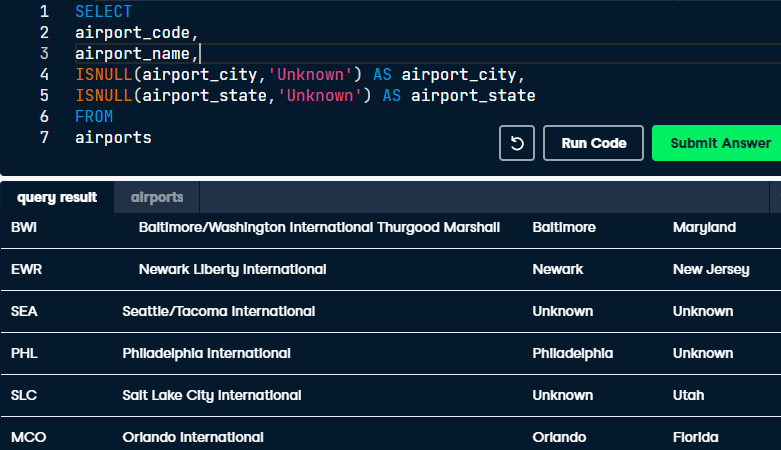 1 SELECT
2 airport_code,
3 airport_name,
4 ISNULL(airport_city,'Unknown') AS airport_city,
5 ISNULL(airport_state,'Unknown') AS airport_state
6 FROM
7 airports
Run Code Submit Answer
query result airports
BWI Baltimore/Washington International Thurgood Marshall Baltimore Maryland
EWR Newark Liberty International Newark New Jersey
SEA Seattle/Tacoma International Unknown Unknown
PHL Philadelphia International Philadelphia Unknown
SLC Salt Lake City International Unknown Utah
MCO Orlando International Orlando Florida